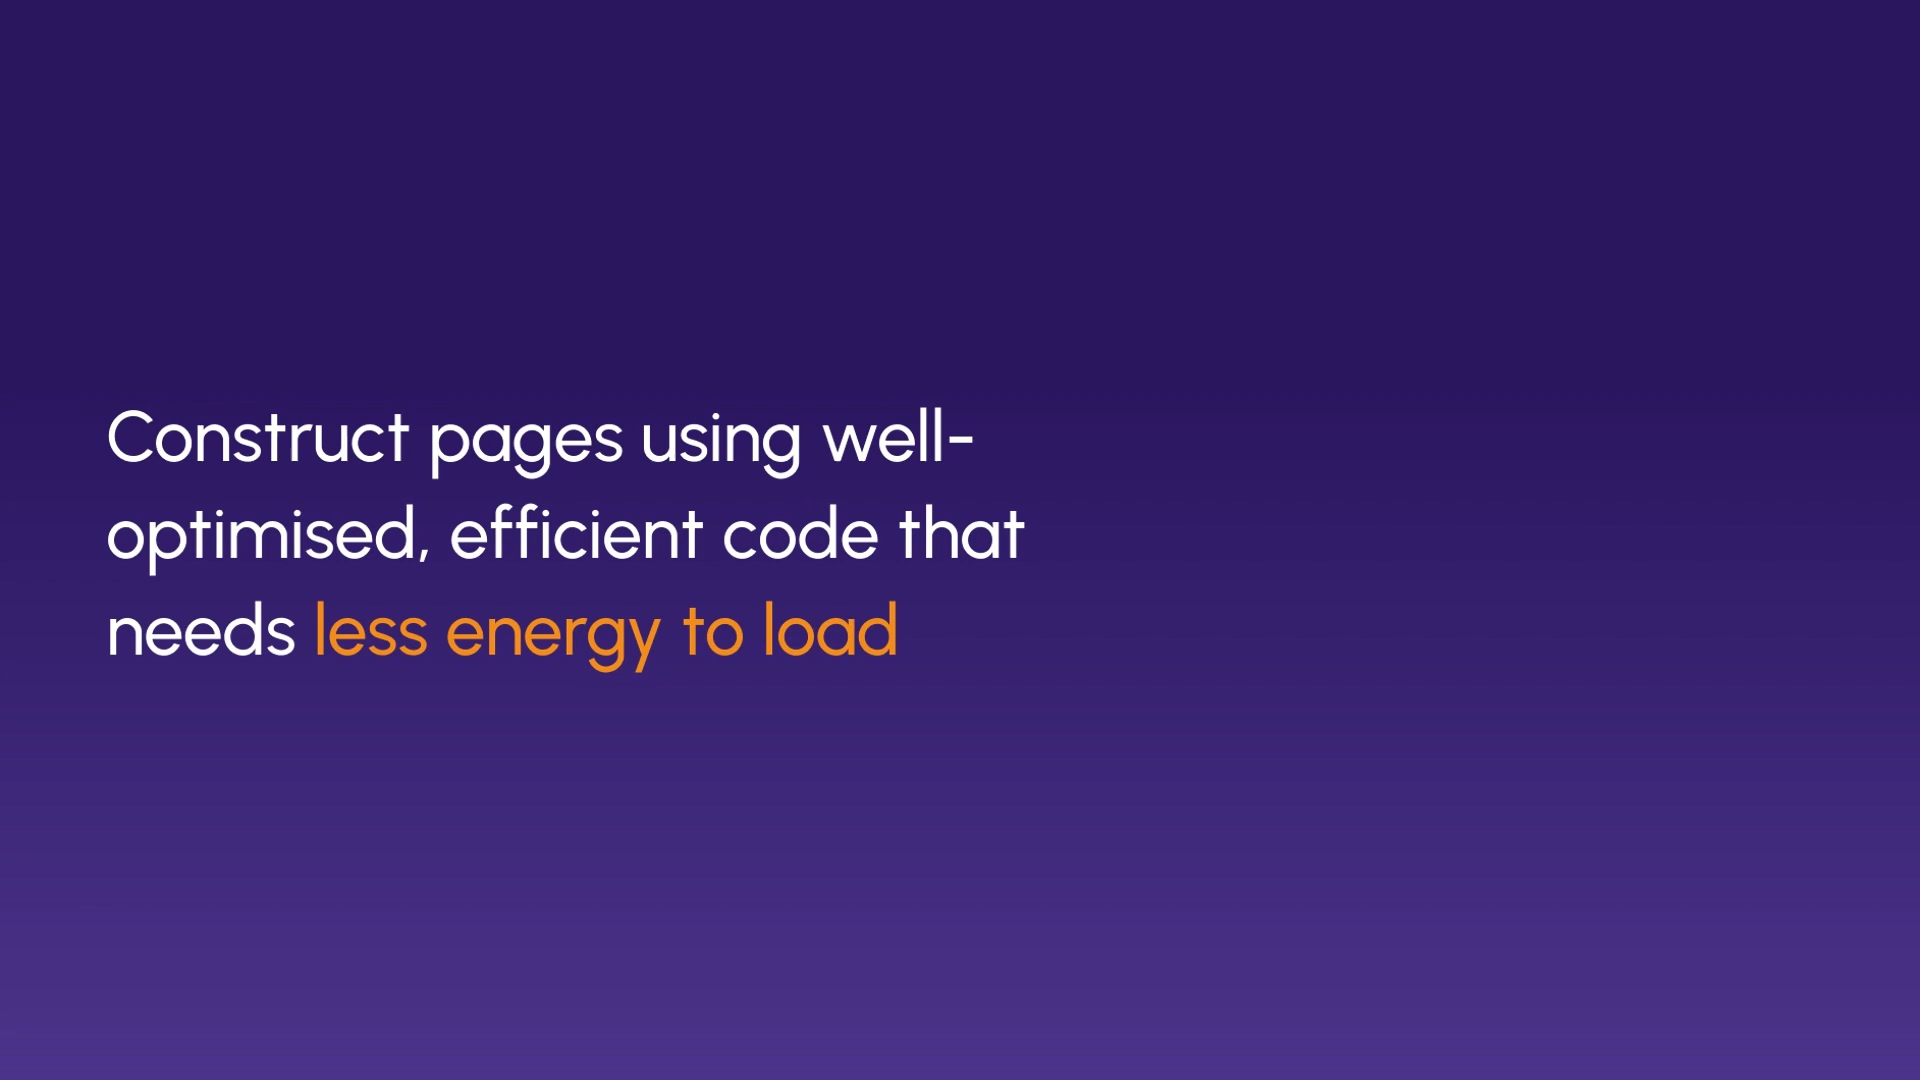 Construct pages using well-
optimised, efficient code that
needs less energy to load